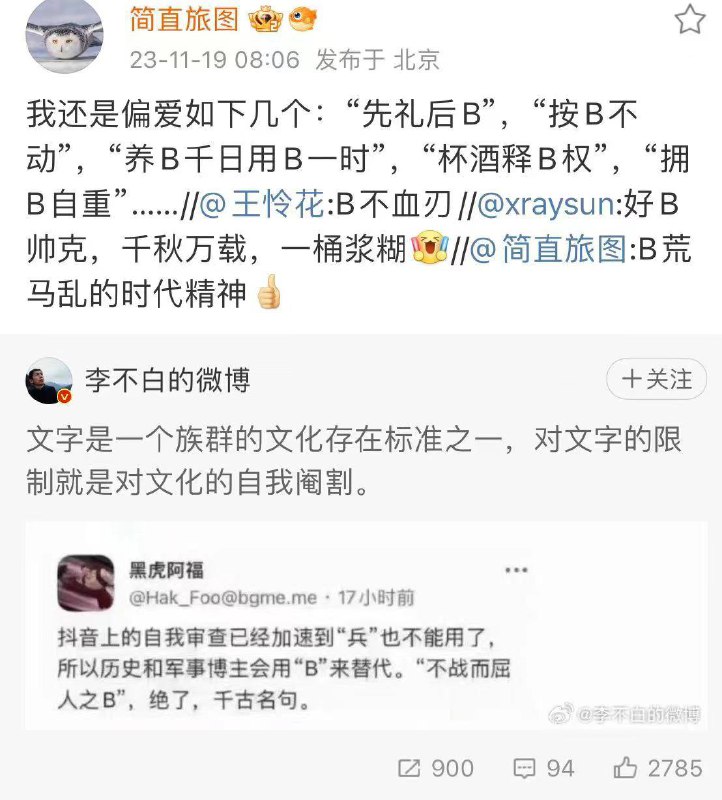 简直旅图
23-11-19 08:06 发布于 北京
我还是偏爱如下几个：“先礼后B”，“按B不
动”，“养B千日用B一时”，“杯酒释B权”，“拥
B自重”……//@王怜花:B不血刃//@xraysun:好B
帅克，千秋万载，一桶浆糊//@简直旅图:B荒
马乱的时代精神
李不白的微博
＋关注
文字是一个族群的文化存在标准之一，对文字的限
制就是对文化的自我阉割。
黑虎阿福
@Hak_Foo@bgme.me · 17小时前
抖音上的自我审查已经加速到“兵”也不能用了，
所以历史和军事博主会用“B”来替代。“不战而屈
人之B”，绝了，千古名句。
@李不白的微博
900 94 2785